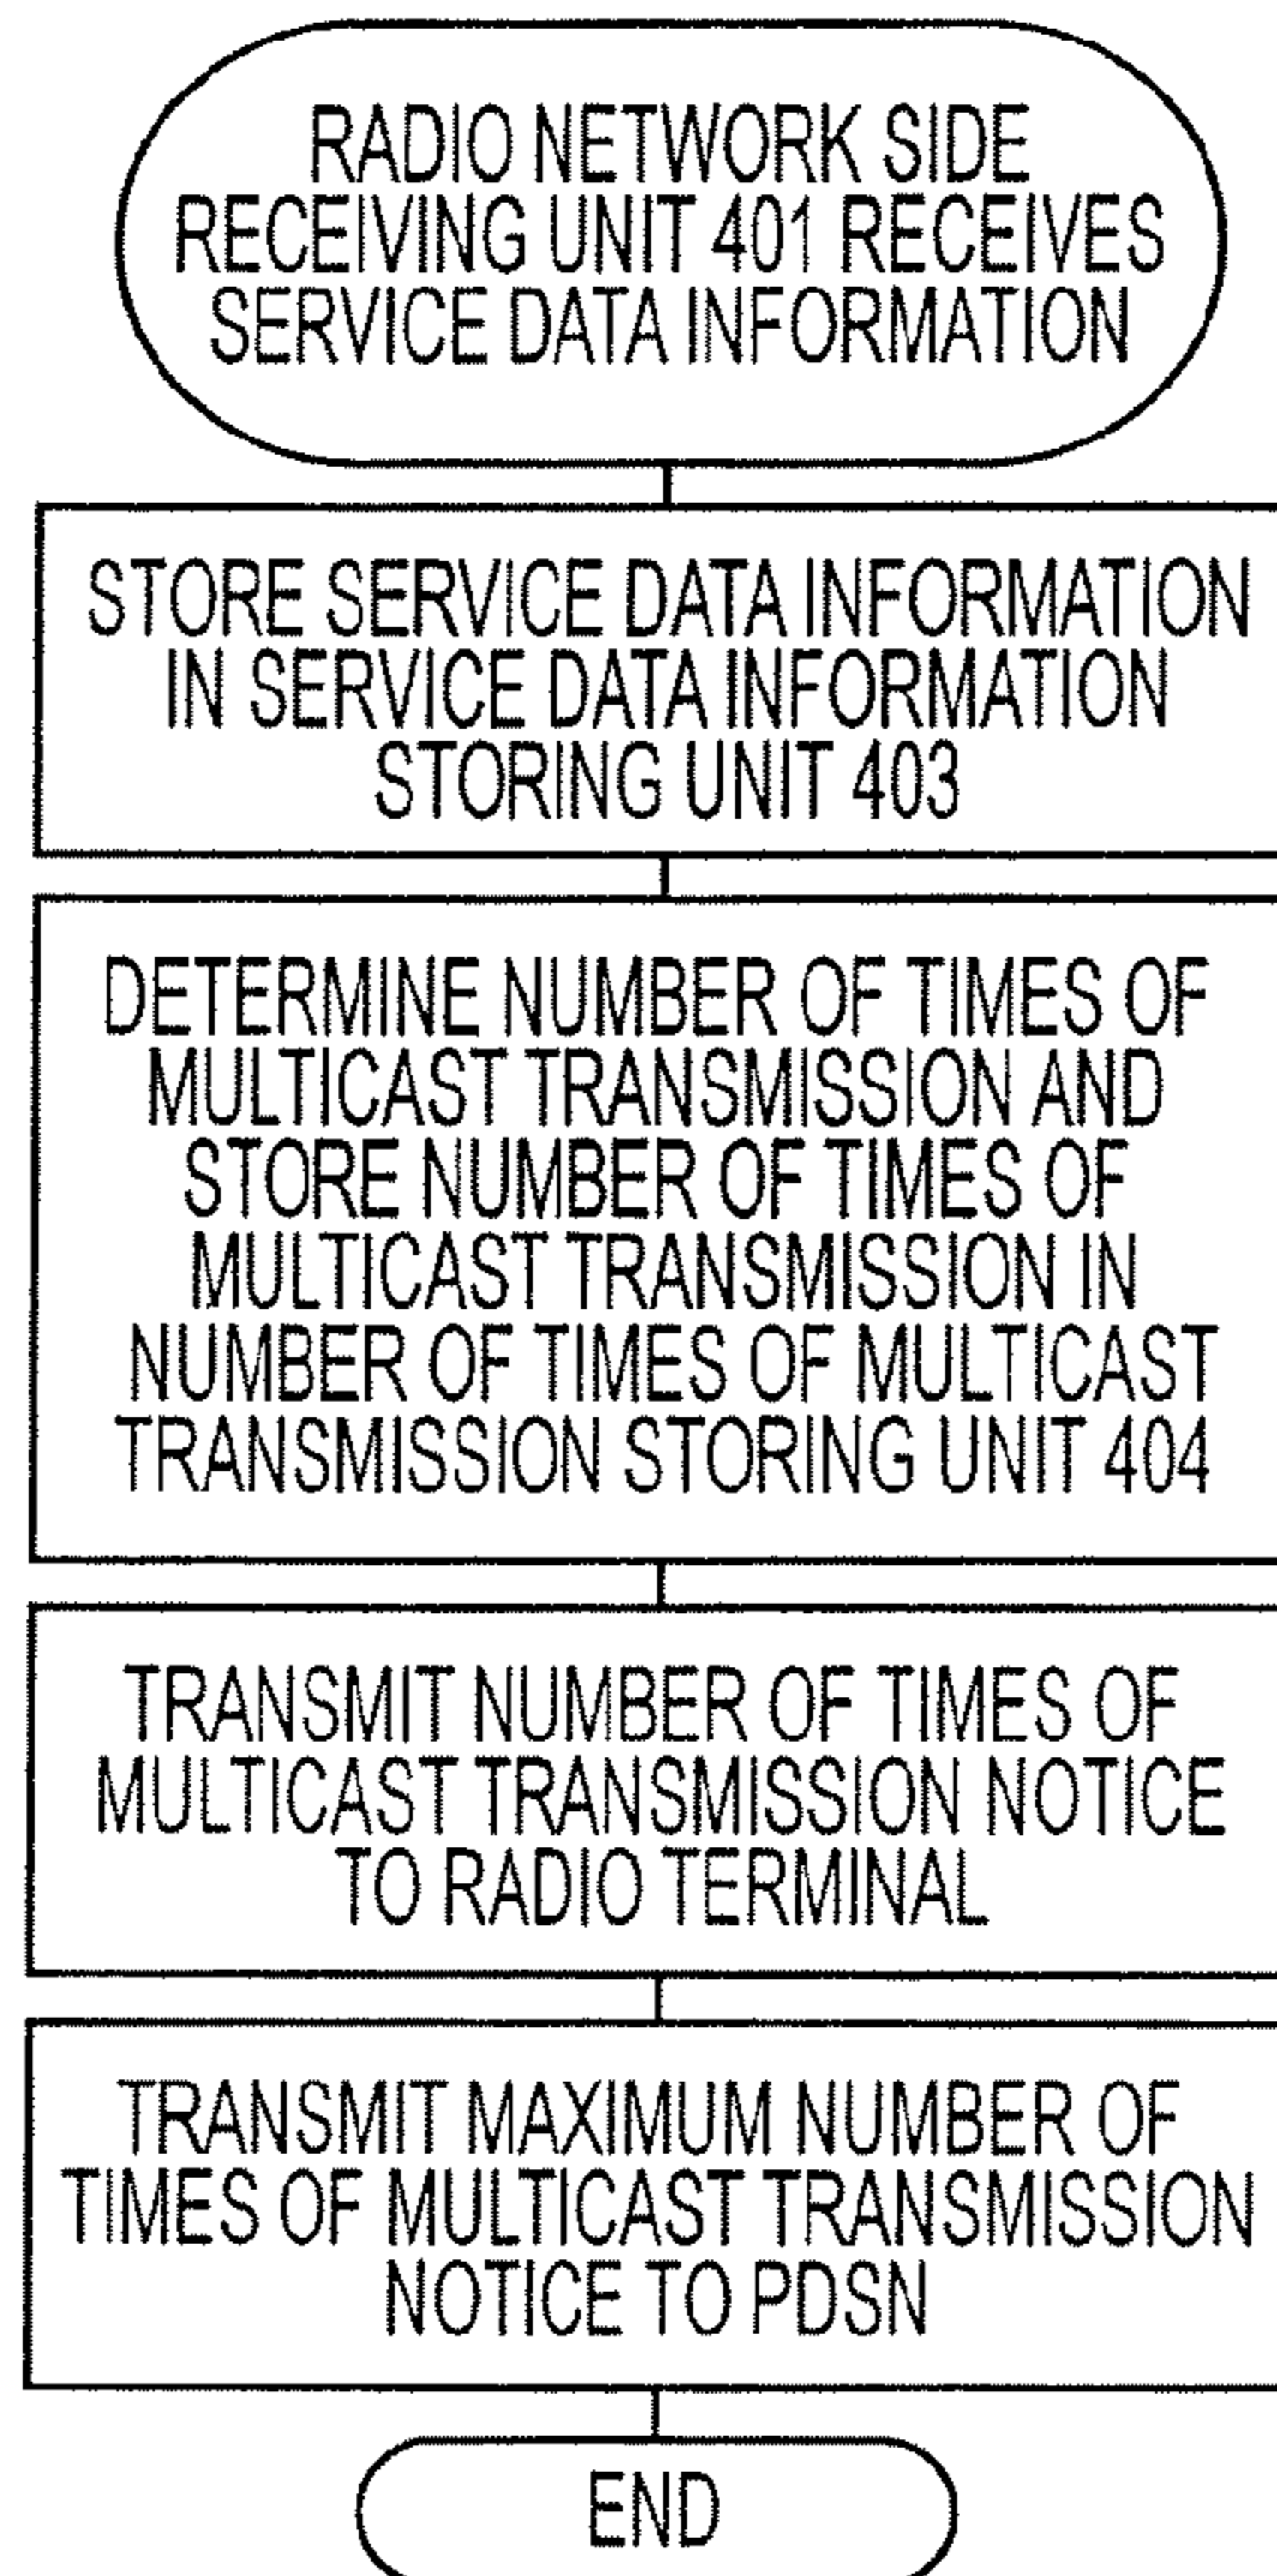 RADIO NETWORK SIDE
RECEIVING UNIT 401 RECEIVES
SERVICE DATA INFORMATION
STORE SERVICE DATA INFORMATION
IN SERVICE DATA INFORMATION
STORING UNIT 403
DETERMINE NUMBER OF TIMES OF
MULTICAST TRANSMISSION AND
STORE NUMBER OF TIMES OF
MULTICAST TRANSMISSION IN
NUMBER OF TIMES OF MULTICAST
TRANSMISSION STORING UNIT 404
TRANSMIT NUMBER OF TIMES OF
MULTICAST TRANSMISSION NOTICE
TO RADIO TERMINAL
TRANSMIT MAXIMUM NUMBER OF
TIMES OF MULTICAST TRANSMISSION
NOTICE TO PDSN
END